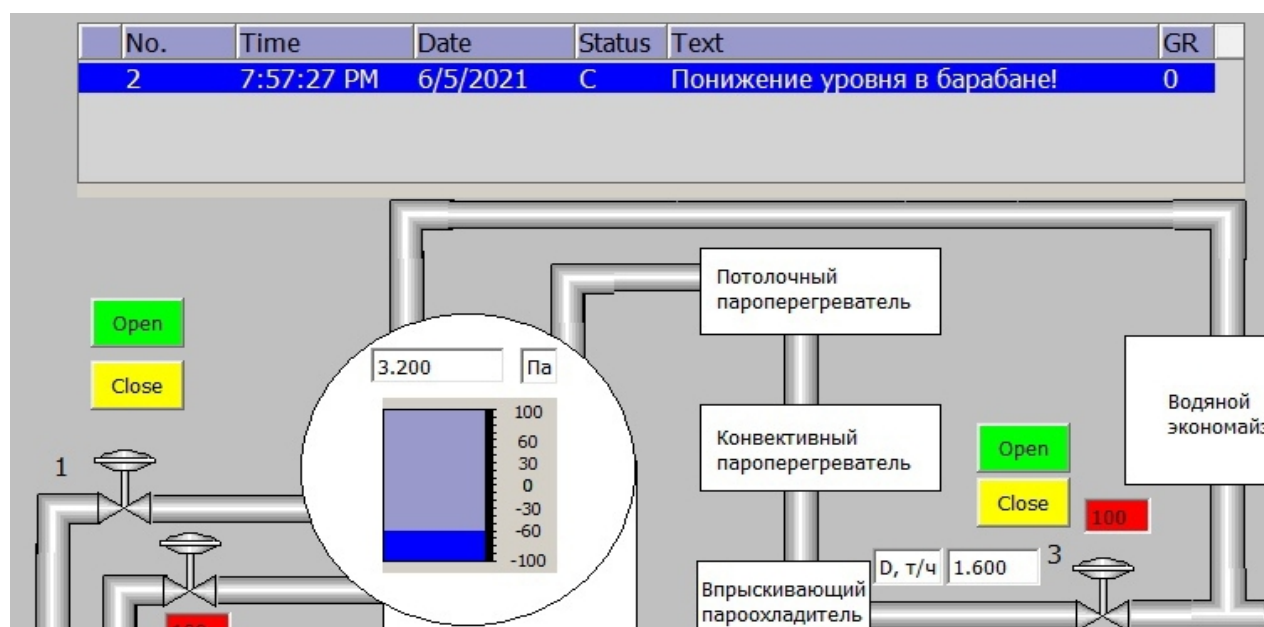 No. Time Date Status Text GR
2 7:57:27 PM 6/5/2021 C Понижение уровня в барабане! 0
Потолочный
пароперегреватель
Open
Close
3.200 Па
100
60
30
0
-30
-60
-100
Водяной
Конвективный
пароперегреватель
Open
Close
100
1
D, т/ч 1.600
3
Впрыскивающий
пароохладитель